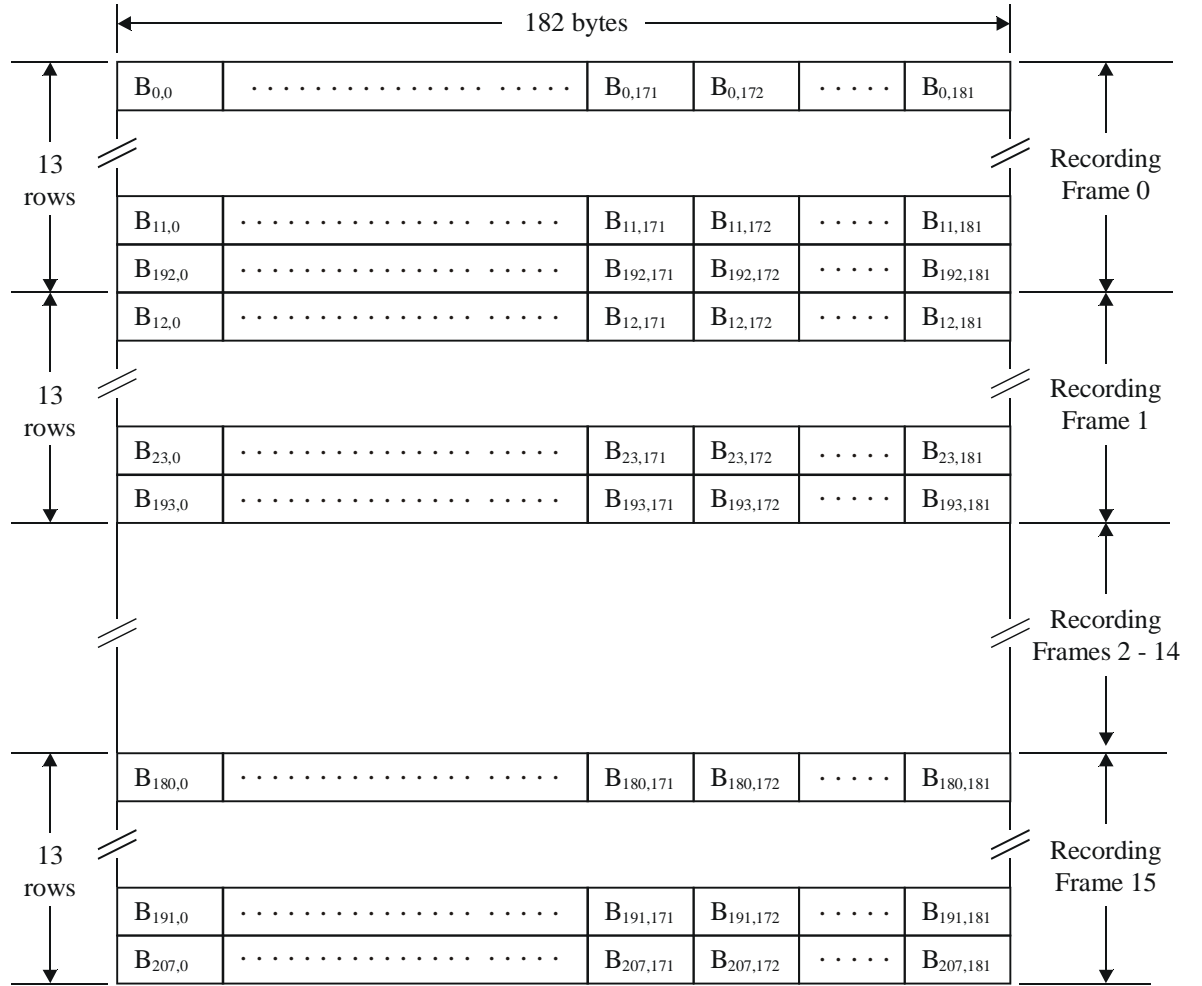 182 bytes
B0,0 · · · · · · · · · · · · · · · · · · · · B0,171 B0,172 · · · · · B0,181
13
rows
Recording
Frame 0
B11,0 · · · · · · · · · · · · · · · · · · · · B11,171 B11,172 · · · · · B11,181
B192,0 · · · · · · · · · · · · · · · · · · · · B192,171 B192,172 · · · · · B192,181
B12,0 · · · · · · · · · · · · · · · · · · · · B12,171 B12,172 · · · · · B12,181
13
rows
Recording
Frame 1
B23,0 · · · · · · · · · · · · · · · · · · · · B23,171 B23,172 · · · · · B23,181
B193,0 · · · · · · · · · · · · · · · · · · · · B193,171 B193,172 · · · · · B193,181
Recording
Frames 2 - 14
B180,0 · · · · · · · · · · · · · · · · · · · · B180,171 B180,172 · · · · · B180,181
13
rows
Recording
Frame 15
B191,0 · · · · · · · · · · · · · · · · · · · · B191,171 B191,172 · · · · · B191,181
B207,0 · · · · · · · · · · · · · · · · · · · · B207,171 B207,172 · · · · · B207,181